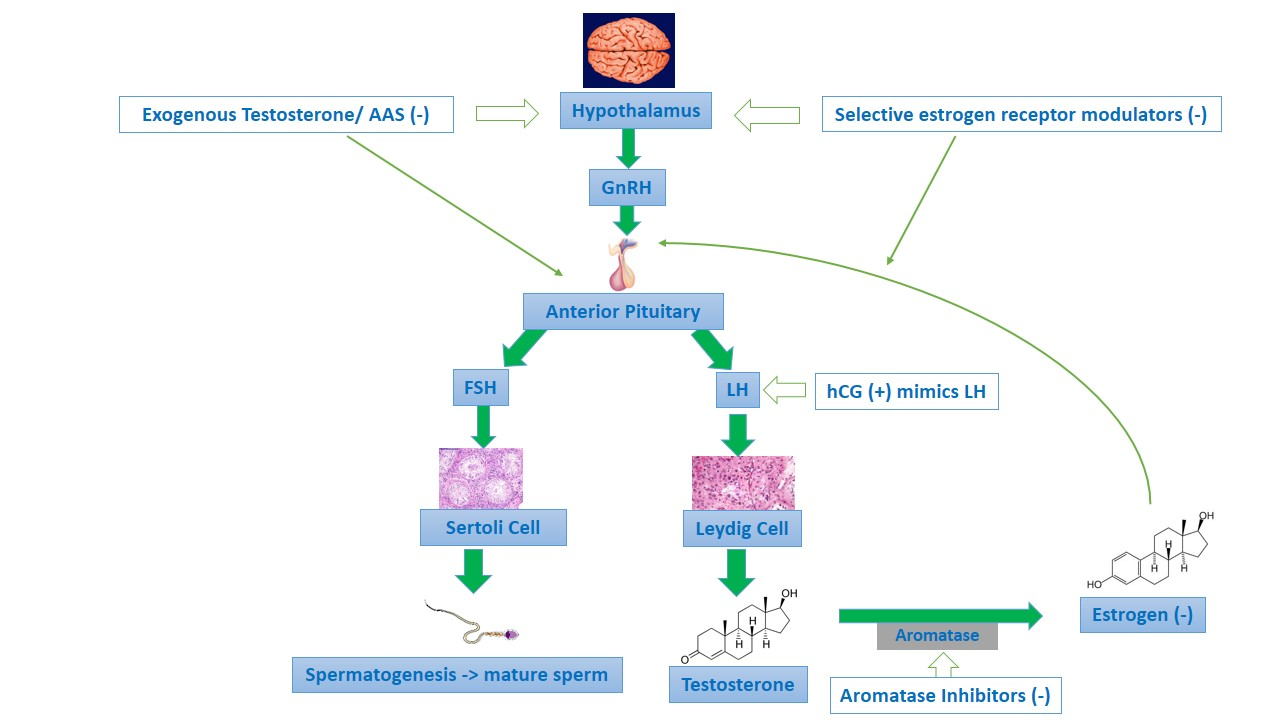 Exogenous Testosterone/ AAS (-)
Hypothalamus
Selective estrogen receptor modulators (-)
GnRH
Anterior Pituitary
FSH
LH
hCG (+) mimics LH
Sertoli Cell
Leydig Cell
OH
H
H
H
HO
Estrogen (-)
OH
H
H
H
O
Aromatase
Spermatogenesis -> mature sperm
Testosterone
Aromatase Inhibitors (-)